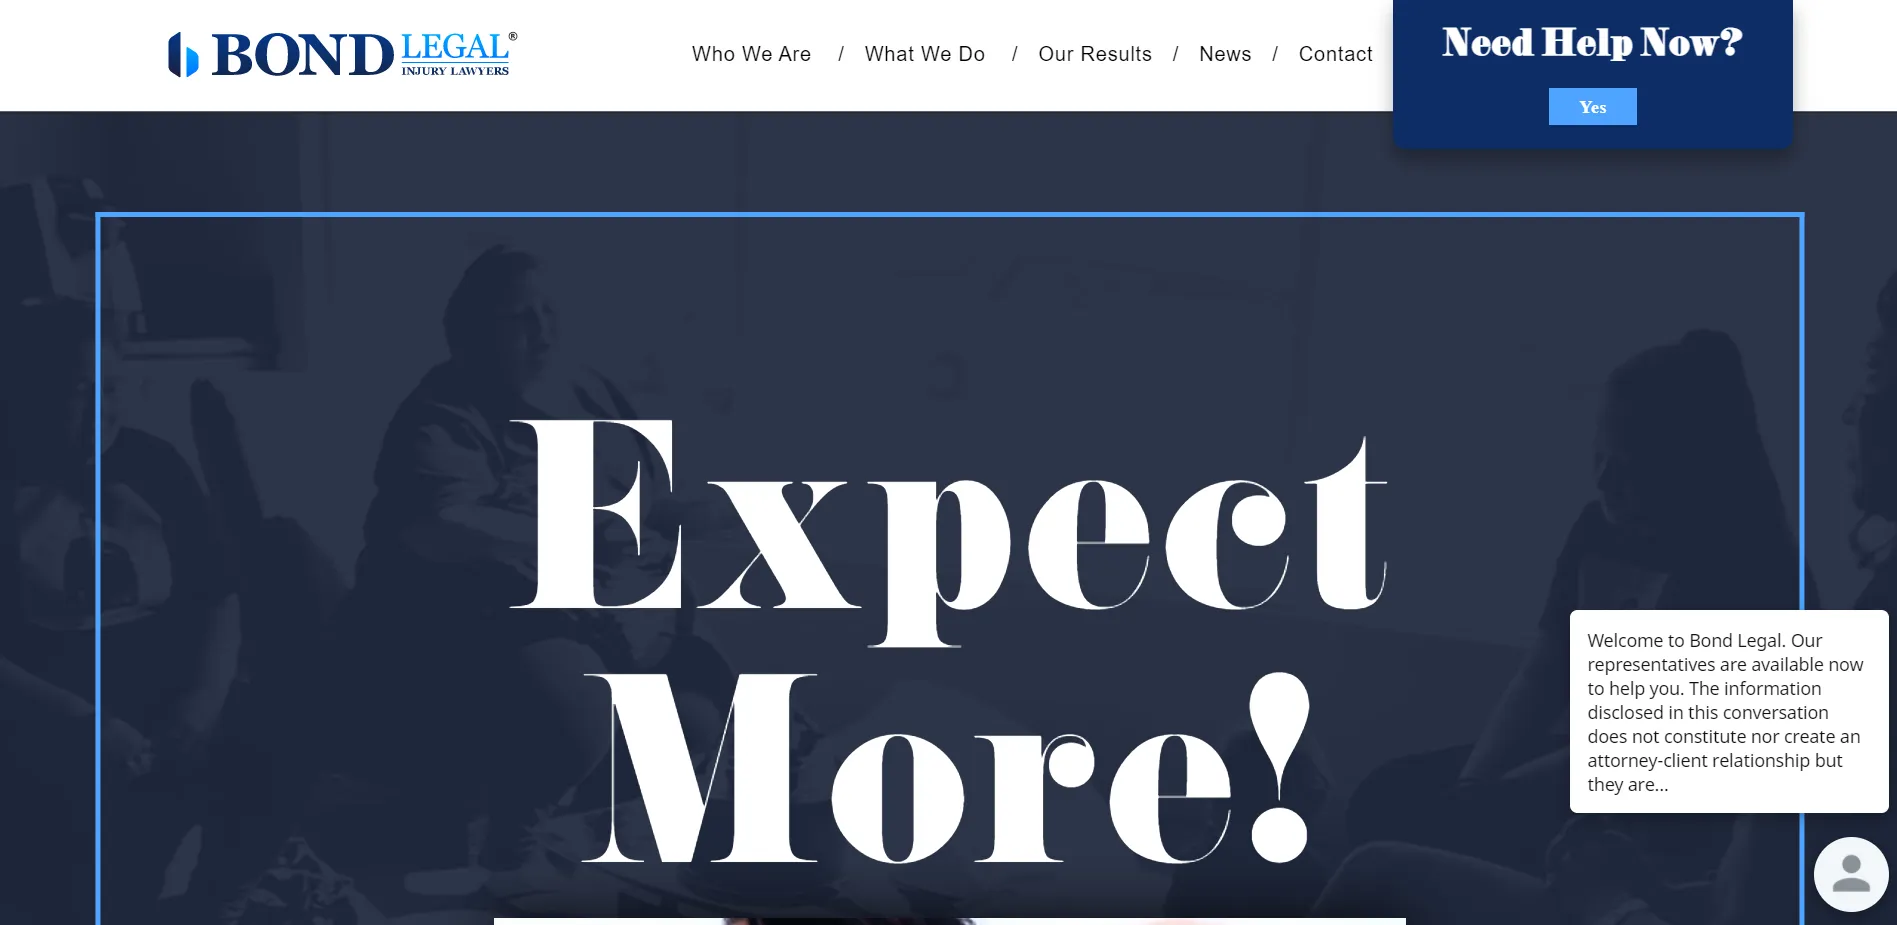 BOND LEGAL®
INJURY LAWYERS
Who We Are / What We Do / Our Results / News / Contact
Need Help Now?
Yes
Expect
More!
Welcome to Bond Legal. Our
representatives are available now
to help you. The information
disclosed in this conversation
does not constitute nor create an
attorney-client relationship but
they are...